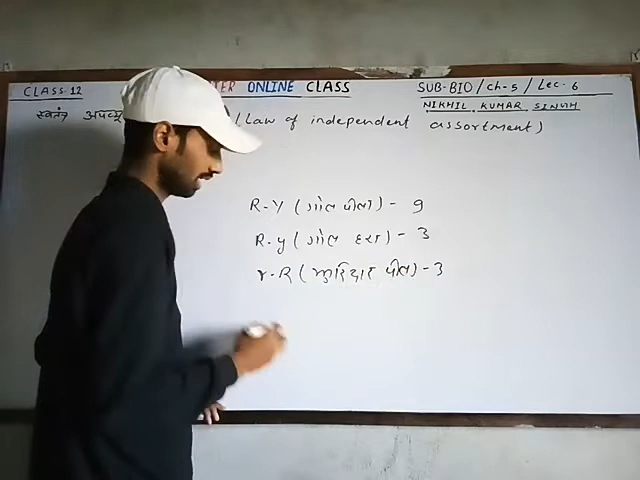 CLASS-12 TER ONLINE CLASS SUB-BIO/Ch-5/Lec-6
NIKHIL KUMAR SINGH
स्वतंत्र (Law of independent assortment)
R-Y (गोल पीला) - 9
R-y (गोल हरा) - 3
r-R (झुर्रिदार पीला) - 3